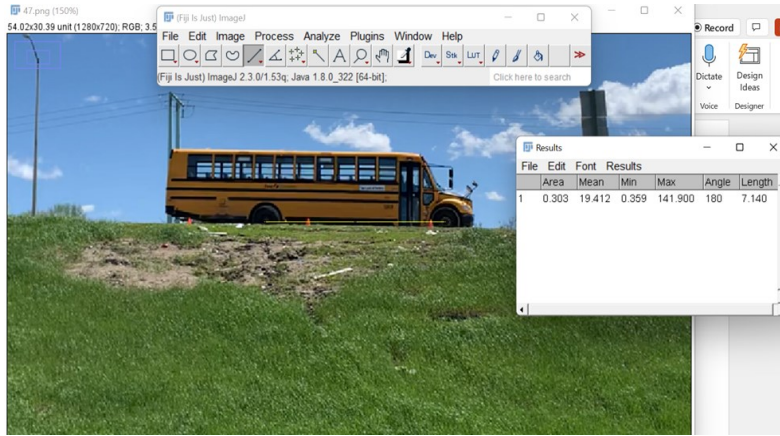 47.png (150%)
54.02x30.39 unit (1280x720); RGB; 3.5
(Fiji Is Just) ImageJ
File Edit Image Process Analyze Plugins Window Help
Dev Stk LUT
(Fiji Is Just) ImageJ 2.3.0/1.53q; Java 1.8.0_322 [64-bit];
Click here to search
Record
Dictate
Design
Ideas
Voice
Designer
Results
File Edit Font Results
Area Mean Min Max Angle Length
1 0.303 19.412 0.359 141.900 180 7.140